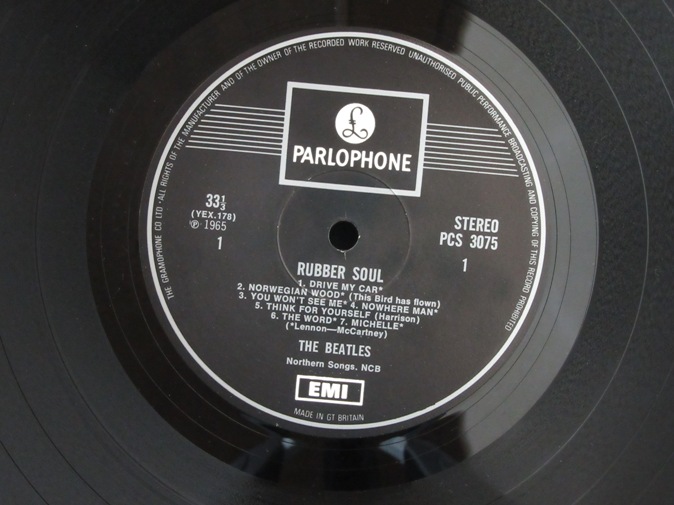 THE GRAMOPHONE CO LTD · ALL RIGHTS OF THE MANUFACTURER AND OF THE OWNER OF THE RECORDED WORK RESERVED UNAUTHORISED PUBLIC PERFORMANCE BROADCASTING AND COPYING OF THIS RECORD PROHIBITED
£
PARLOPHONE
33⅓
(YEX.178)
℗ 1965
1
STEREO
PCS 3075
1
RUBBER SOUL
1. DRIVE MY CAR*
2. NORWEGIAN WOOD* (This Bird has flown)
3. YOU WON'T SEE ME* 4. NOWHERE MAN*
5. THINK FOR YOURSELF (Harrison)
6. THE WORD* 7. MICHELLE*
(*Lennon—McCartney)
THE BEATLES
Northern Songs. NCB
EMI
MADE IN GT BRITAIN